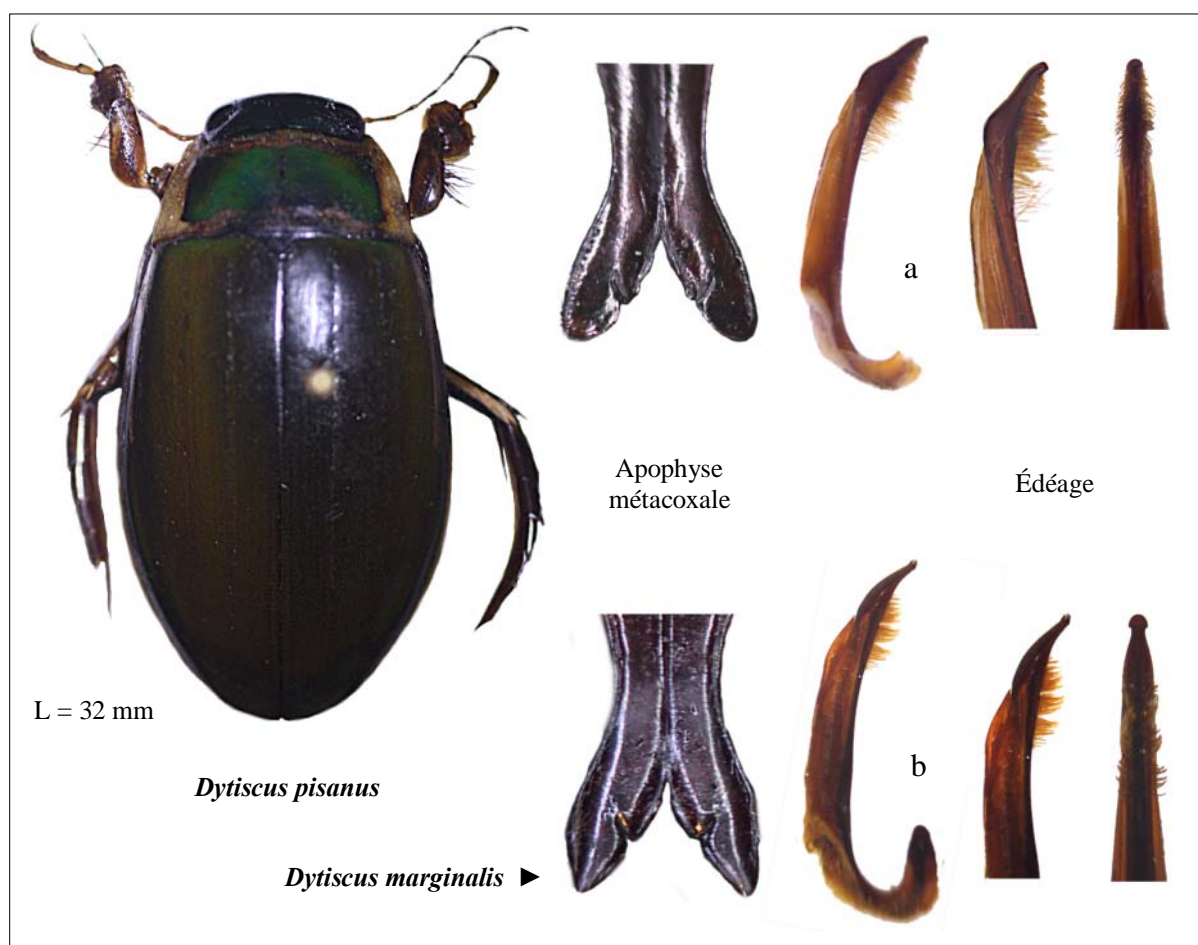 a
Apophyse
métacoxale
Édéage
L = 32 mm
b
Dytiscus pisanus
Dytiscus marginalis ►